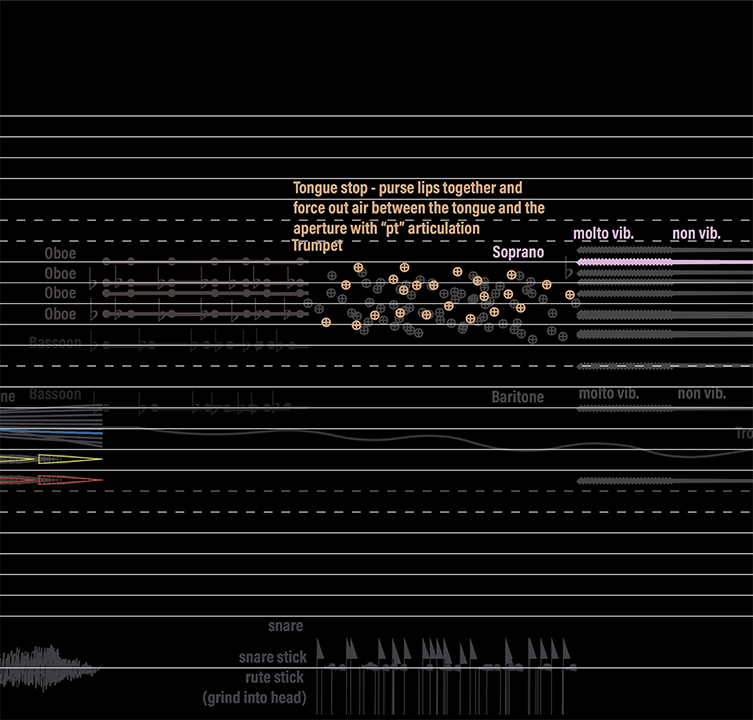 Tongue stop - purse lips together and
force out air between the tongue and the
aperture with “pt” articulation
Trumpet
molto vib. non vib.
Oboe
Soprano
Oboe
Oboe
Oboe
Bassoon
ne
Bassoon
Baritone
molto vib. non vib.
Tro
snare
snare stick
rute stick
(grind into head)